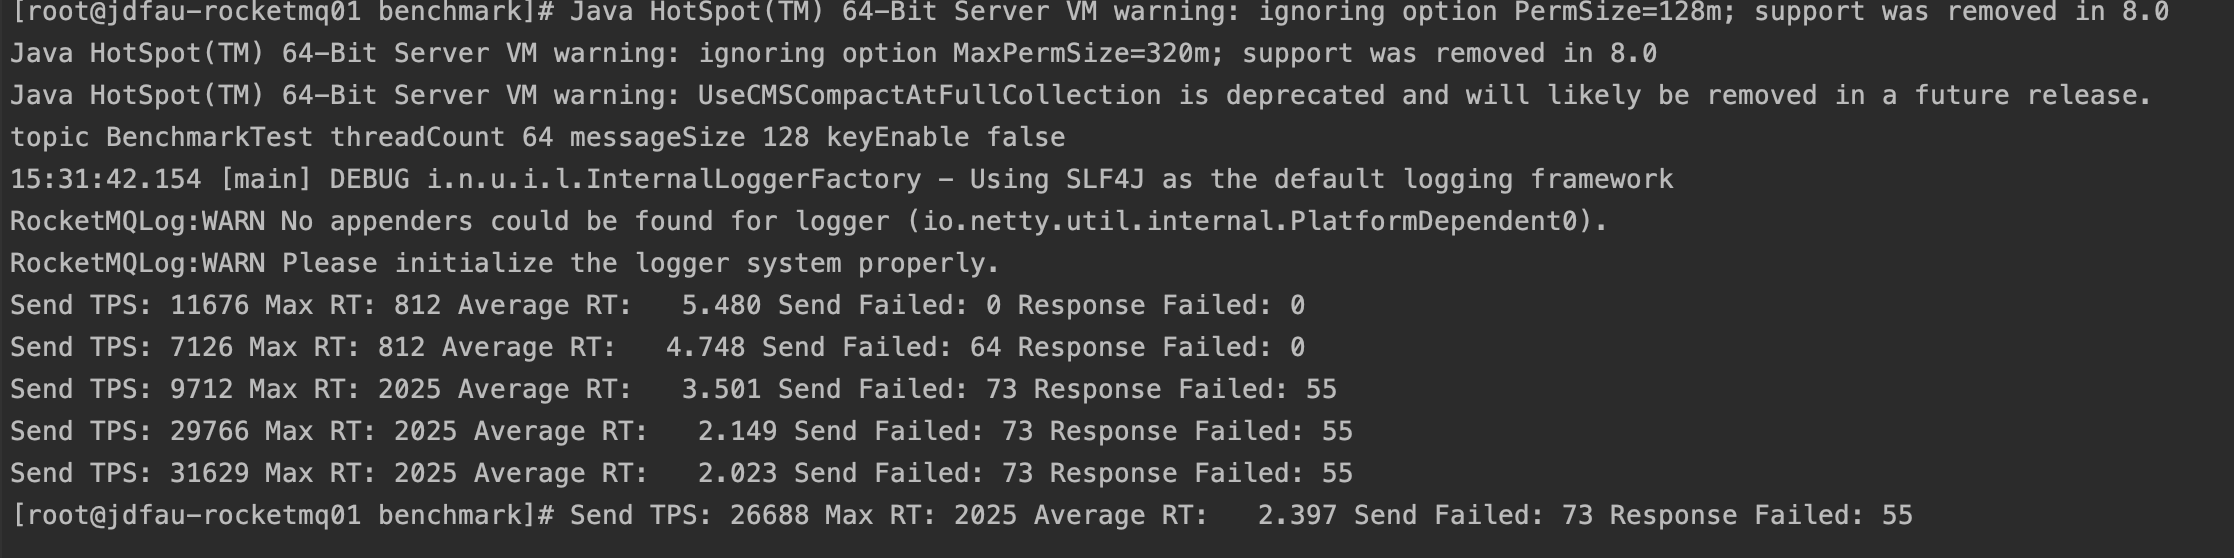 [root@jdfau-rocketmq01 benchmark]# Java HotSpot(TM) 64-Bit Server VM warning: ignoring option PermSize=128m; support was removed in 8.0
Java HotSpot(TM) 64-Bit Server VM warning: ignoring option MaxPermSize=320m; support was removed in 8.0
Java HotSpot(TM) 64-Bit Server VM warning: UseCMSCompactAtFullCollection is deprecated and will likely be removed in a future release.
topic BenchmarkTest threadCount 64 messageSize 128 keyEnable false
15:31:42.154 [main] DEBUG i.n.u.i.l.InternalLoggerFactory - Using SLF4J as the default logging framework
RocketMQLog:WARN No appenders could be found for logger (io.netty.util.internal.PlatformDependent0).
RocketMQLog:WARN Please initialize the logger system properly.
Send TPS: 11676 Max RT: 812 Average RT:   5.480 Send Failed: 0 Response Failed: 0
Send TPS: 7126 Max RT: 812 Average RT:   4.748 Send Failed: 64 Response Failed: 0
Send TPS: 9712 Max RT: 2025 Average RT:   3.501 Send Failed: 73 Response Failed: 55
Send TPS: 29766 Max RT: 2025 Average RT:   2.149 Send Failed: 73 Response Failed: 55
Send TPS: 31629 Max RT: 2025 Average RT:   2.023 Send Failed: 73 Response Failed: 55
[root@jdfau-rocketmq01 benchmark]# Send TPS: 26688 Max RT: 2025 Average RT:   2.397 Send Failed: 73 Response Failed: 55